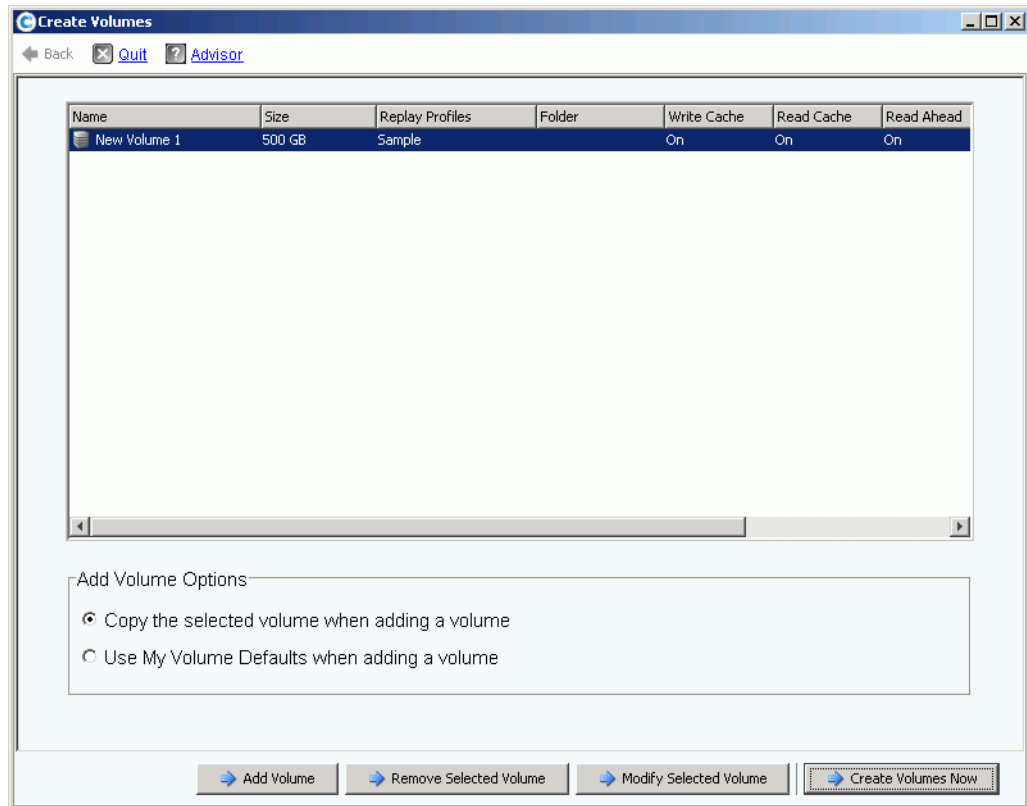 Create Volumes
Back Quit Advisor
Name Size Replay Profiles Folder Write Cache Read Cache Read Ahead
New Volume 1 500 GB Sample On On On
Add Volume Options
Copy the selected volume when adding a volume
Use My Volume Defaults when adding a volume
Add Volume Remove Selected Volume Modify Selected Volume Create Volumes Now